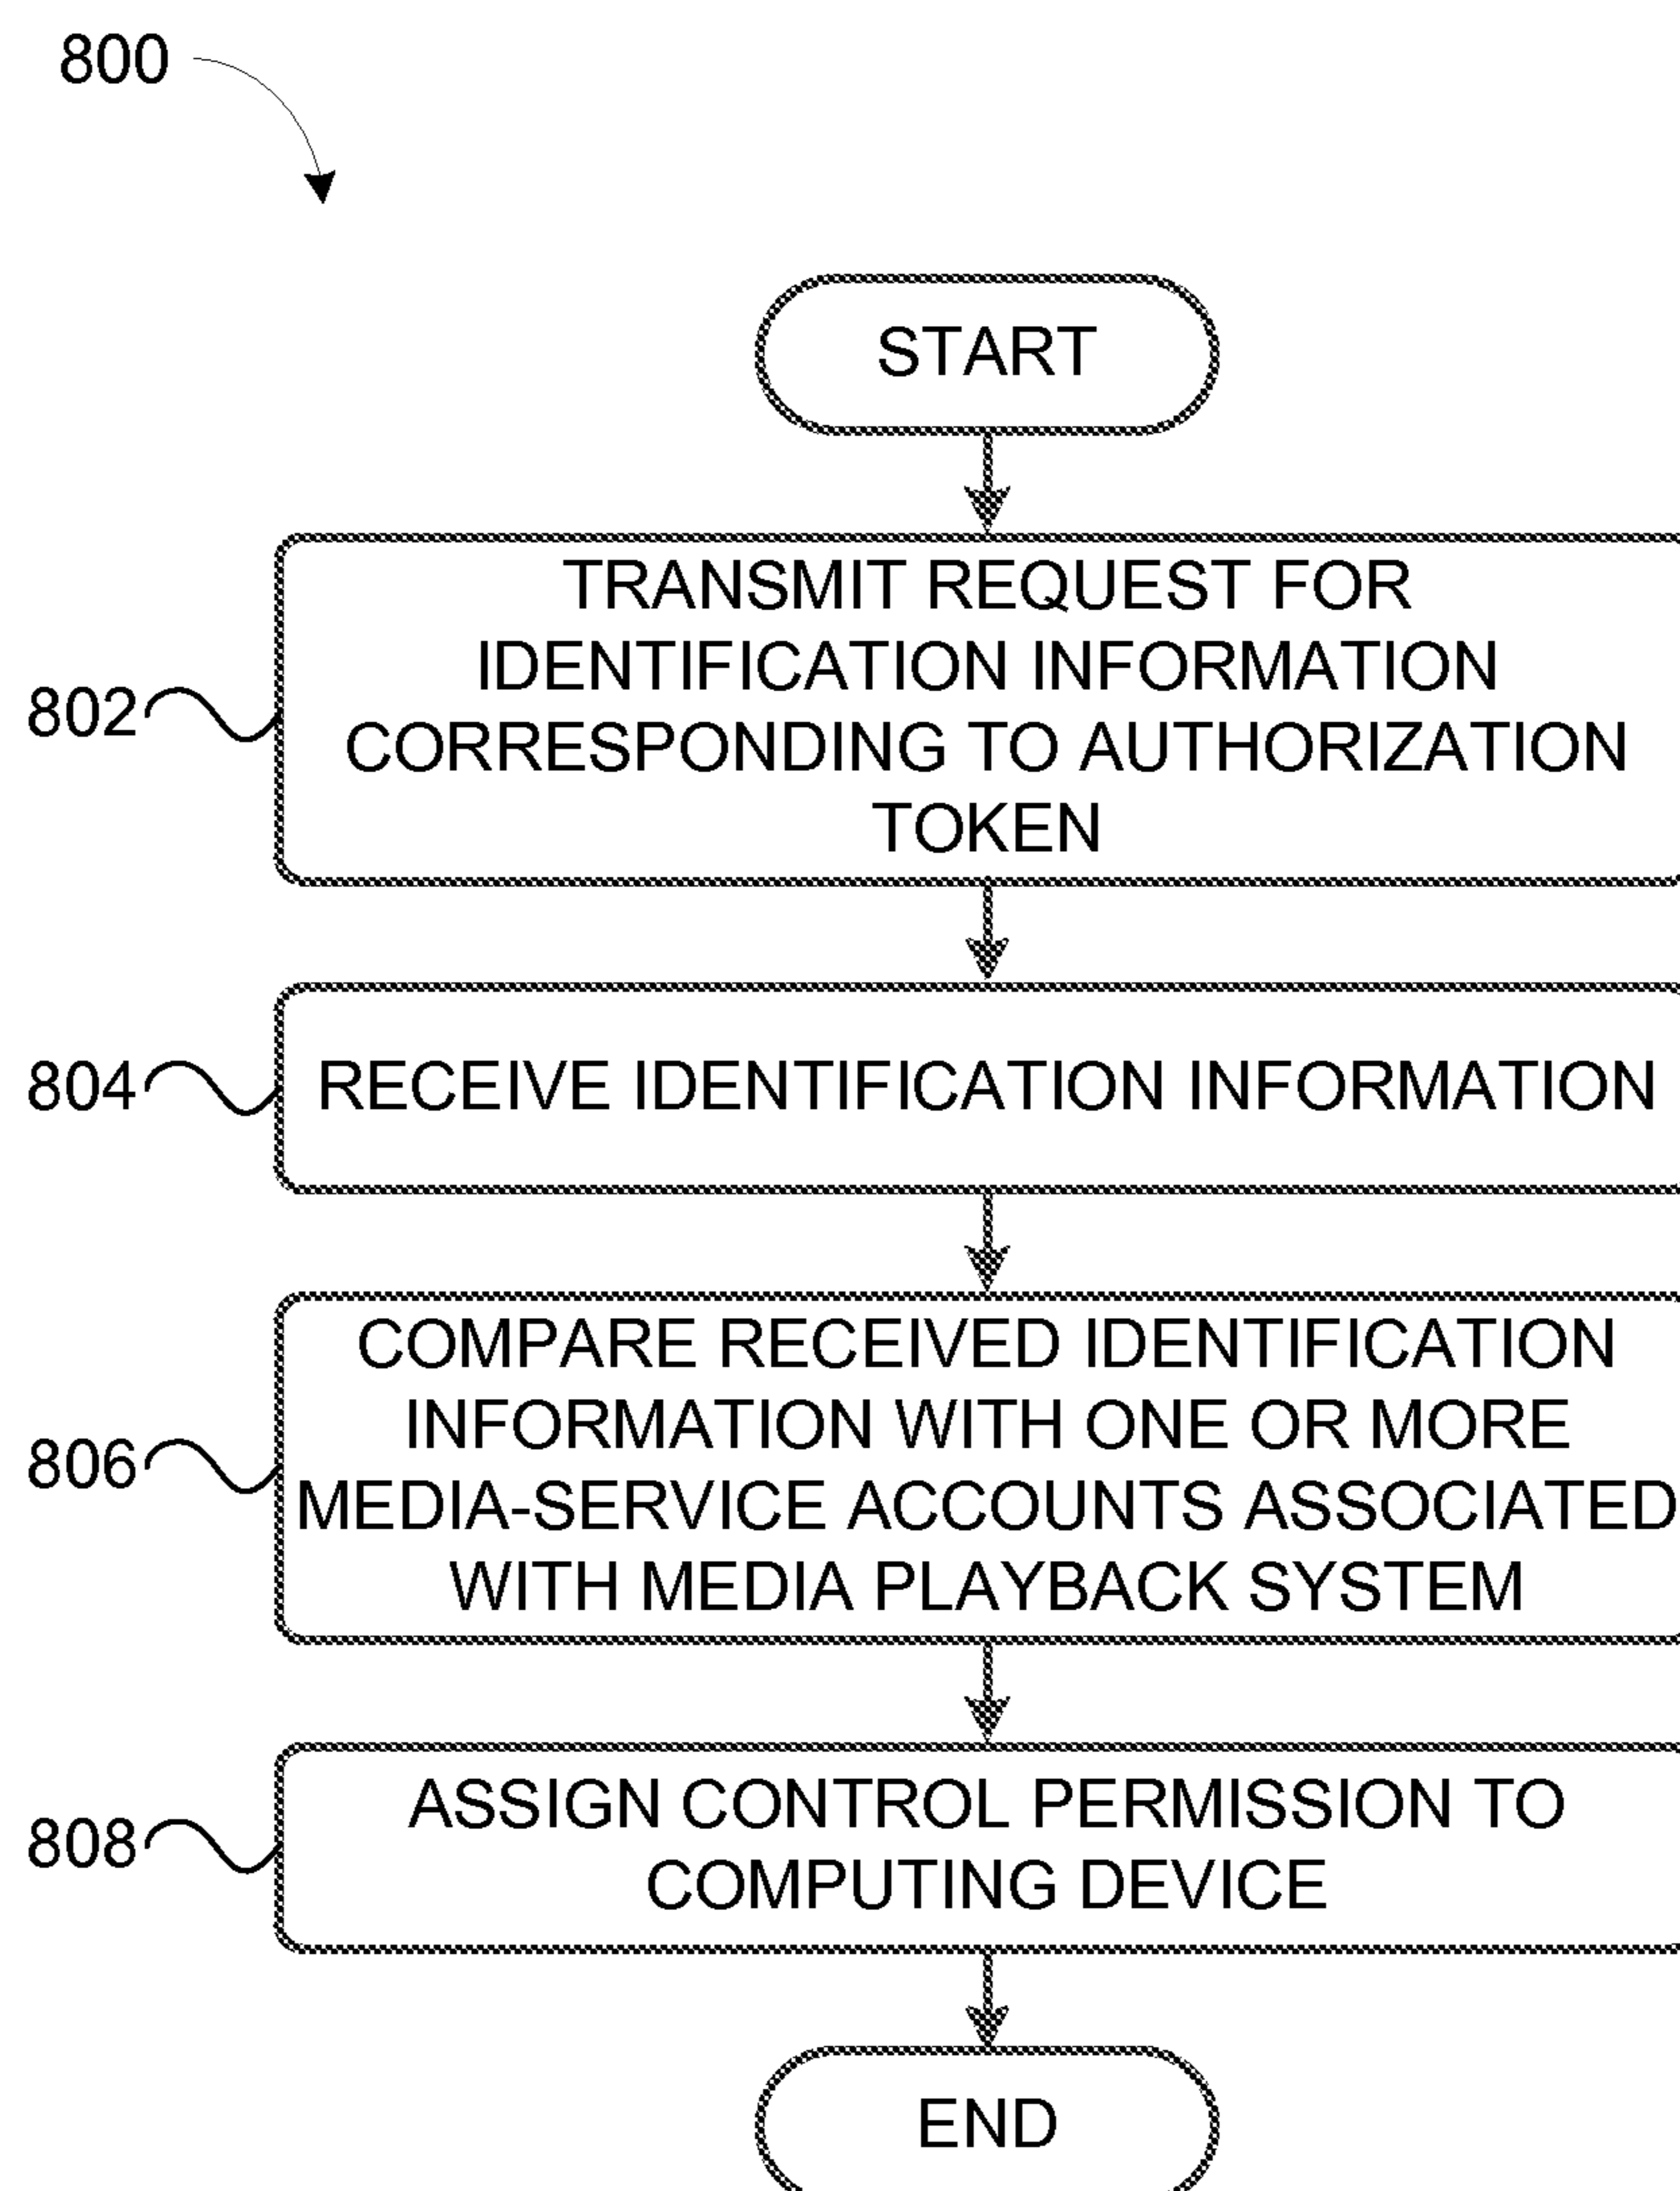 800
START
802
TRANSMIT REQUEST FOR
IDENTIFICATION INFORMATION
CORRESPONDING TO AUTHORIZATION
TOKEN
804
RECEIVE IDENTIFICATION INFORMATION
806
COMPARE RECEIVED IDENTIFICATION
INFORMATION WITH ONE OR MORE
MEDIA-SERVICE ACCOUNTS ASSOCIATED
WITH MEDIA PLAYBACK SYSTEM
808
ASSIGN CONTROL PERMISSION TO
COMPUTING DEVICE
END